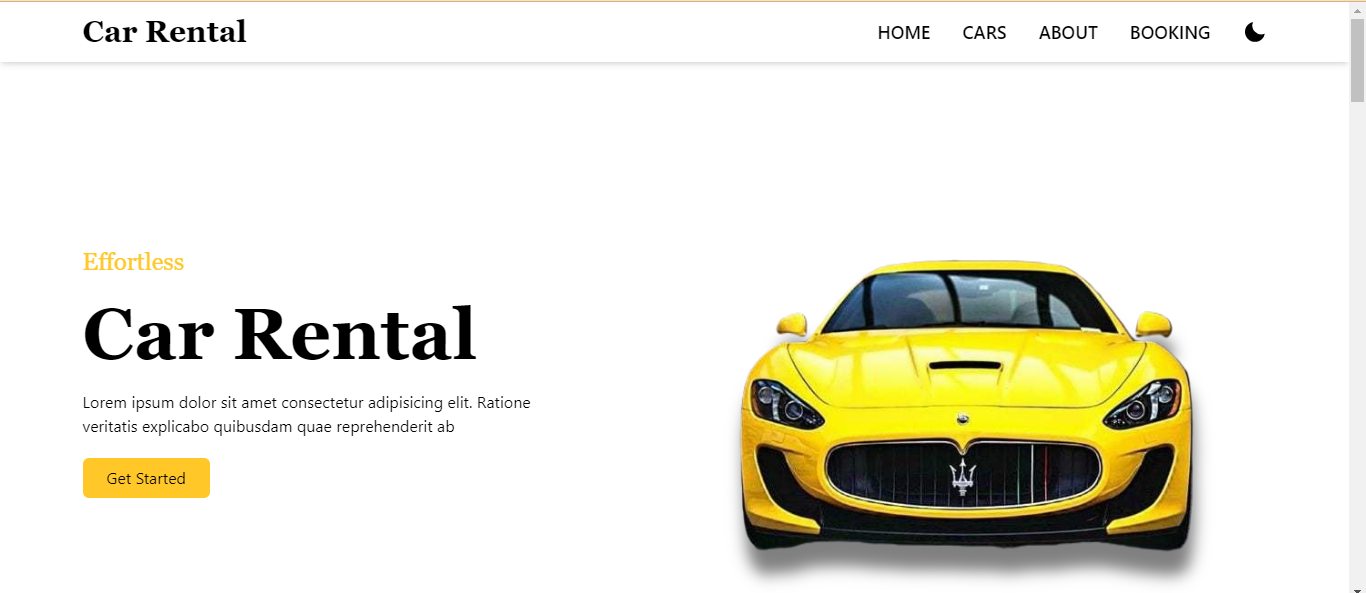 Car Rental
HOME
CARS
ABOUT
BOOKING
Effortless
Car Rental
Lorem ipsum dolor sit amet consectetur adipisicing elit. Ratione
veritatis explicabo quibusdam quae reprehenderit ab
Get Started